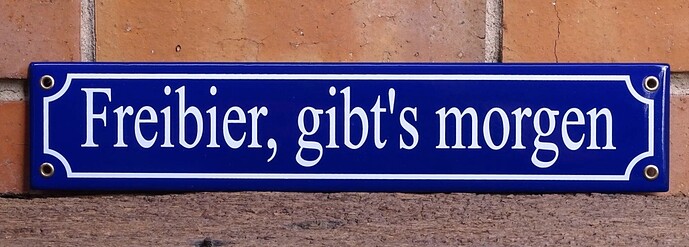 Freibier, gibt's morgen